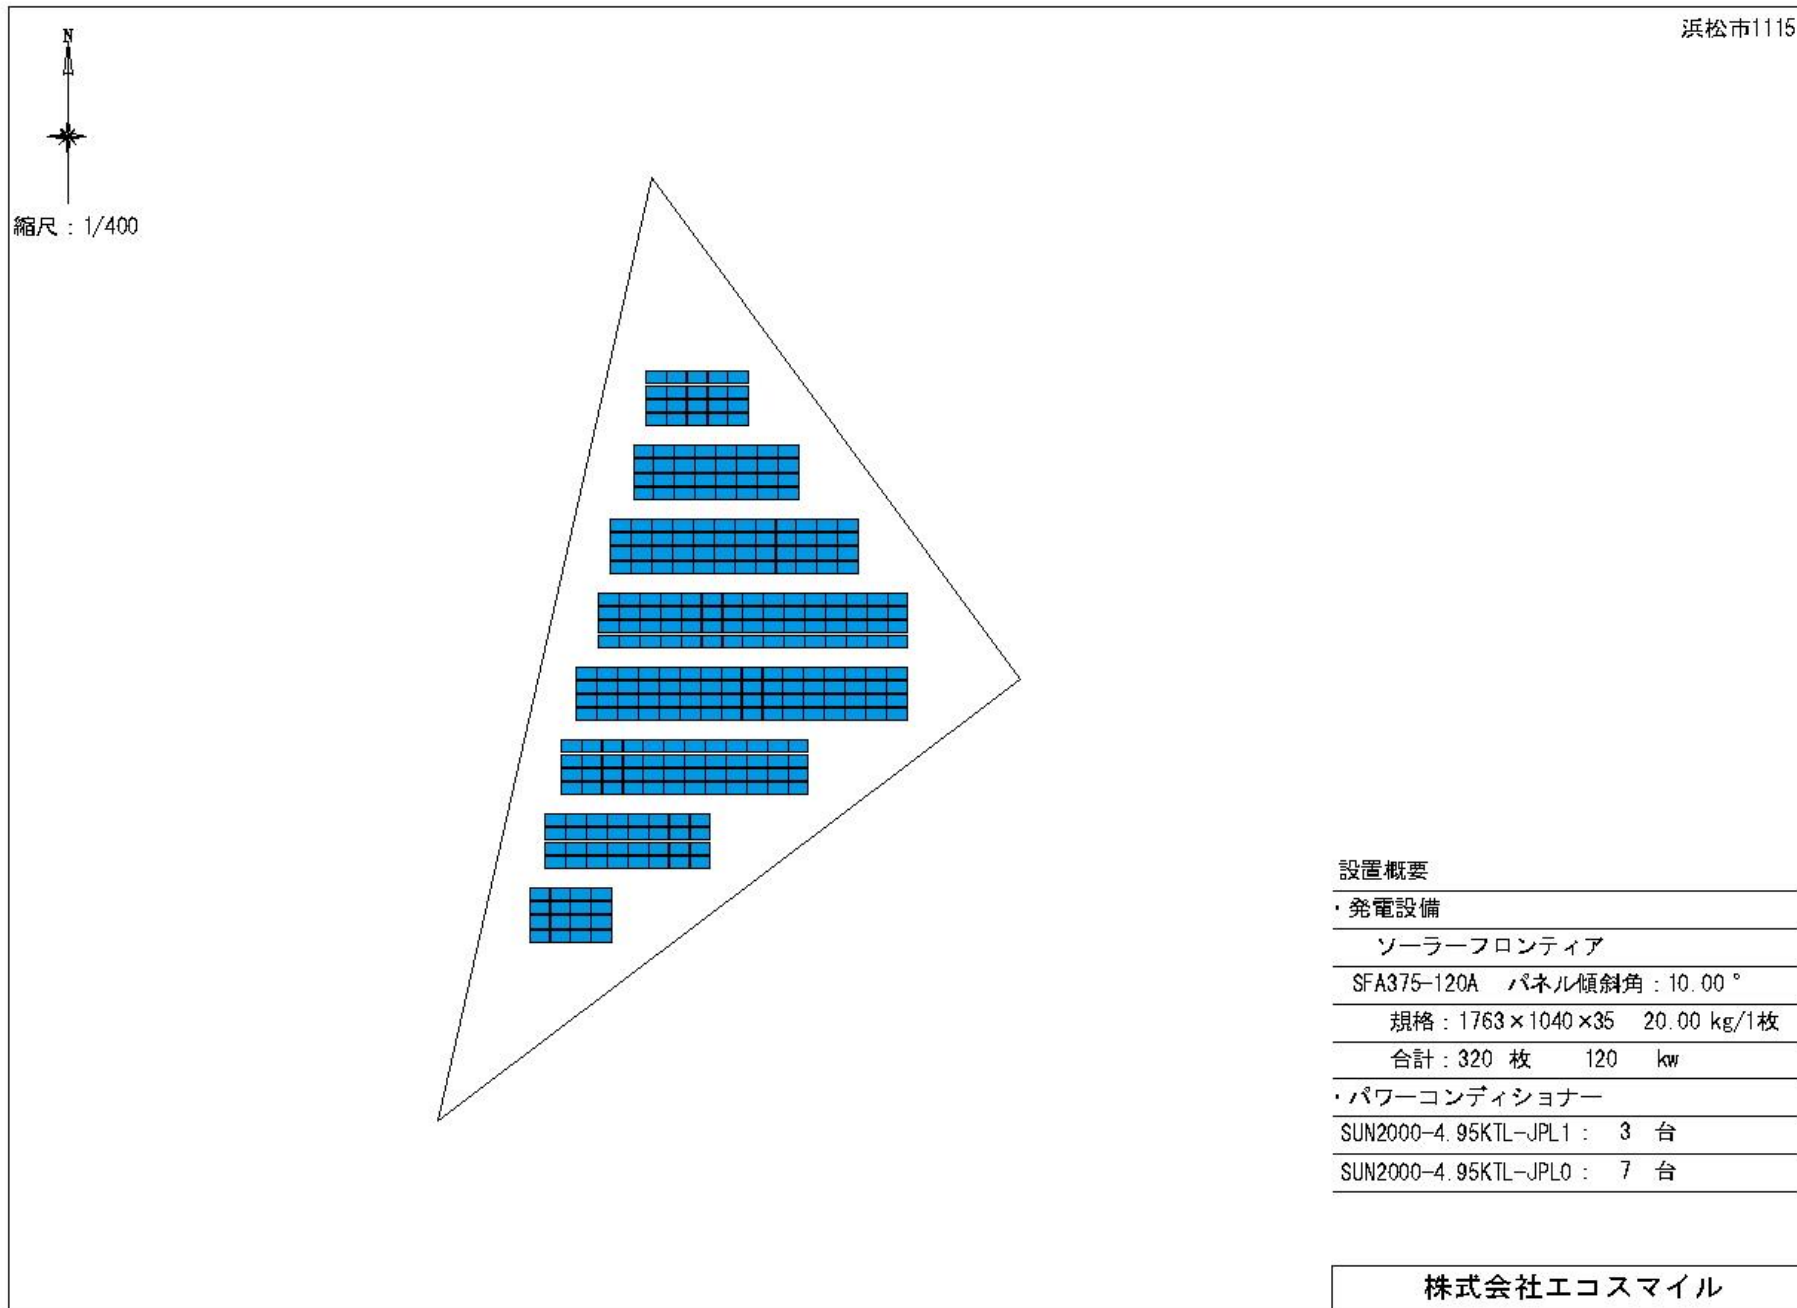 浜松市1115
N
縮尺：1/400
設置概要
・発電設備
ソーラーフロンティア
SFA375-120A パネル傾斜角：10.00°
規格：1763×1040×35 20.00 kg/1枚
合計：320 枚 120 kw
・パワーコンディショナー
SUN2000-4.95KTL-JPL1： 3 台
SUN2000-4.95KTL-JPL0： 7 台
株式会社エコスマイル